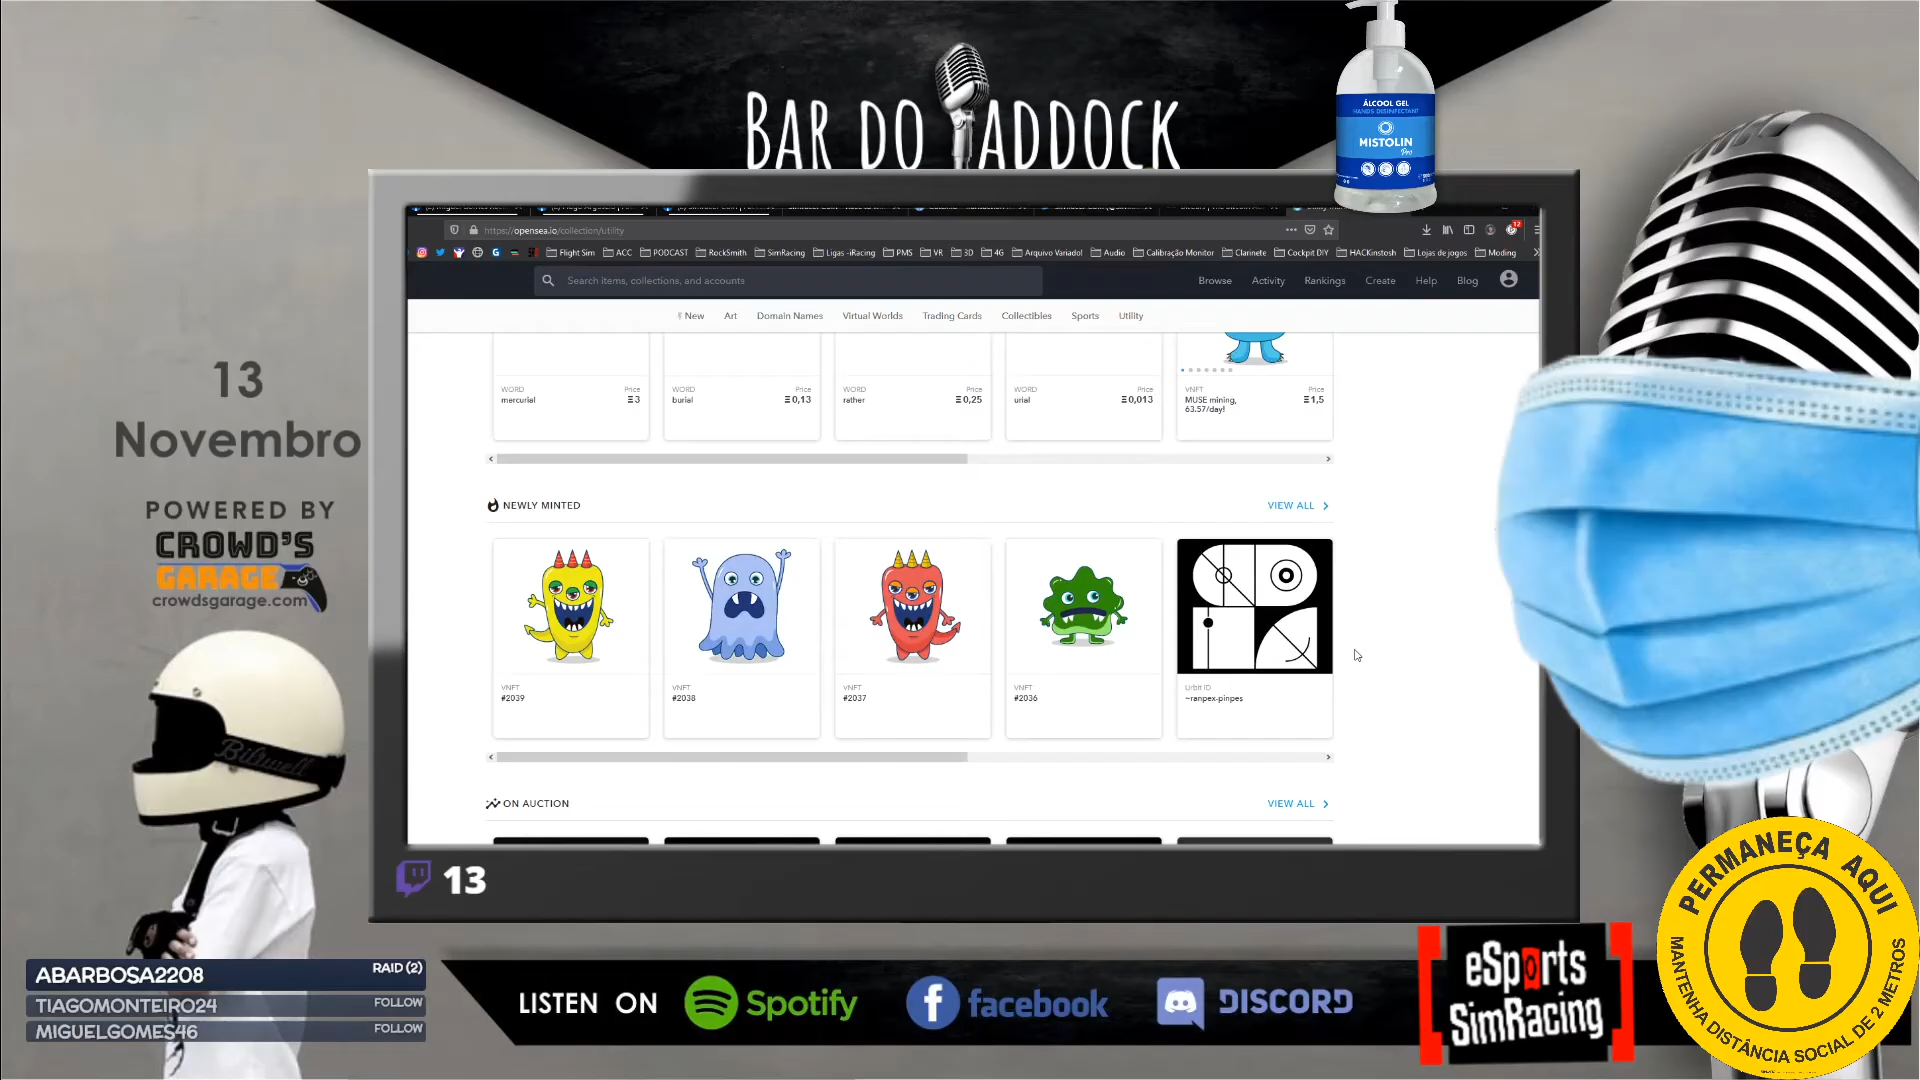 BAR DO PADDOCK
ÁLCOOL GEL
HANDS DISINFECTANT
MISTOLIN
Pro
https://opensea.io/collection/utility
12
Flight Sim
ACC
PODCAST
RockSmith
SimRacing
Ligas -iRacing
PMS
VR
3D
4G
Arquivo Variado!
Audio
Calibração Monitor
Clarinete
Cockpit DIY
HACKintosh
Lojas de jogos
Moding
Search items, collections, and accounts
Browse
Activity
Rankings
Create
Help
Blog
New
Art
Domain Names
Virtual Worlds
Trading Cards
Collectibles
Sports
Utility
WORD Price
mercurial Ξ3
WORD Price
burial Ξ0,13
WORD Price
rather Ξ0,25
WORD Price
urial Ξ0,013
VNFT Price
MUSE mining, Ξ1,5
63.57/day!
NEWLY MINTED
VIEW ALL
VNFT
#2039
VNFT
#2038
VNFT
#2037
VNFT
#2036
Urbit ID
~ranpex-pinpes
ON AUCTION
VIEW ALL
13
Novembro
POWERED BY
CROWD'S
GARAGE
crowdsgarage.com
Biltwell
13
ABARBOSA2208 RAID (2)
TIAGOMONTEIRO24 FOLLOW
MIGUELGOMES46 FOLLOW
LISTEN ON
Spotify
facebook
DISCORD
eSports
SimRacing
PERMANEÇA AQUI
MANTENHA DISTÂNCIA SOCIAL DE 2 METROS